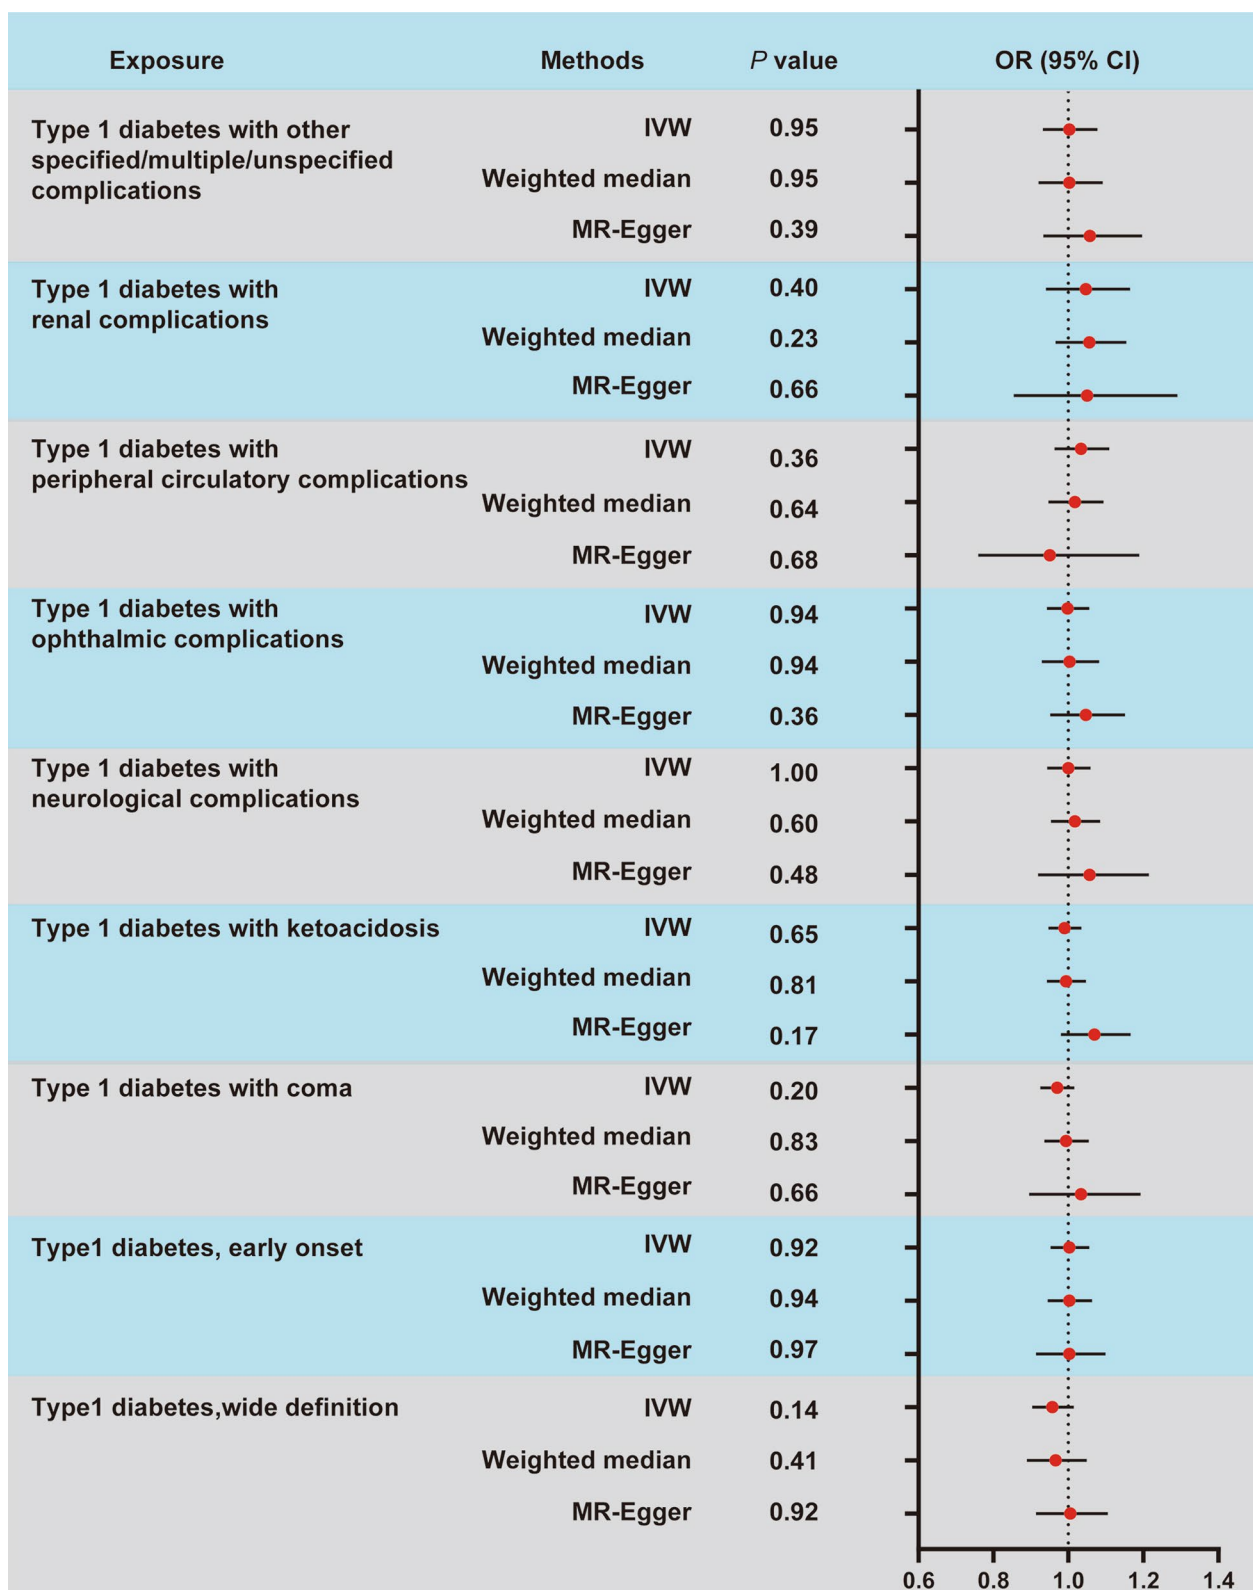 Exposure Methods P value OR (95% CI)
Type 1 diabetes with other IVW 0.95
specified/multiple/unspecified
complications Weighted median 0.95
MR-Egger 0.39
Type 1 diabetes with IVW 0.40
renal complications
Weighted median 0.23
MR-Egger 0.66
Type 1 diabetes with IVW 0.36
peripheral circulatory complications
Weighted median 0.64
MR-Egger 0.68
Type 1 diabetes with IVW 0.94
ophthalmic complications
Weighted median 0.94
MR-Egger 0.36
Type 1 diabetes with IVW 1.00
neurological complications
Weighted median 0.60
MR-Egger 0.48
Type 1 diabetes with ketoacidosis IVW 0.65
Weighted median 0.81
MR-Egger 0.17
Type 1 diabetes with coma IVW 0.20
Weighted median 0.83
MR-Egger 0.66
Type1 diabetes, early onset IVW 0.92
Weighted median 0.94
MR-Egger 0.97
Type1 diabetes,wide definition IVW 0.14
Weighted median 0.41
MR-Egger 0.92
0.6 0.8 1.0 1.2 1.4